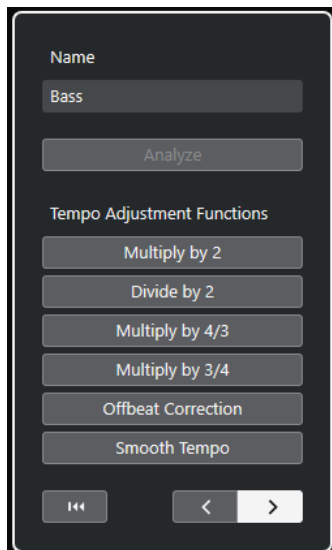 Name
Bass
Analyze
Tempo Adjustment Functions
Multiply by 2
Divide by 2
Multiply by 4/3
Multiply by 3/4
Offbeat Correction
Smooth Tempo